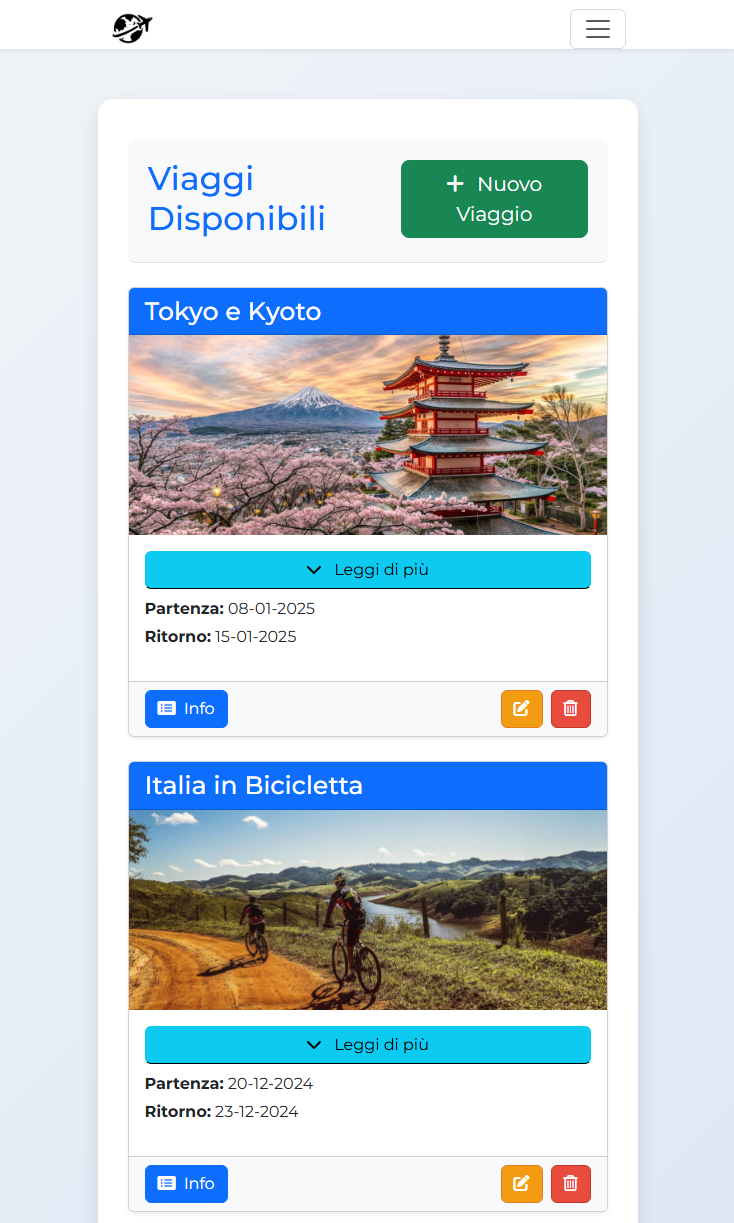 Viaggi
Disponibili
Nuovo
Viaggio
Tokyo e Kyoto
Leggi di più
Partenza: 08-01-2025
Ritorno: 15-01-2025
Info
Italia in Bicicletta
Leggi di più
Partenza: 20-12-2024
Ritorno: 23-12-2024
Info